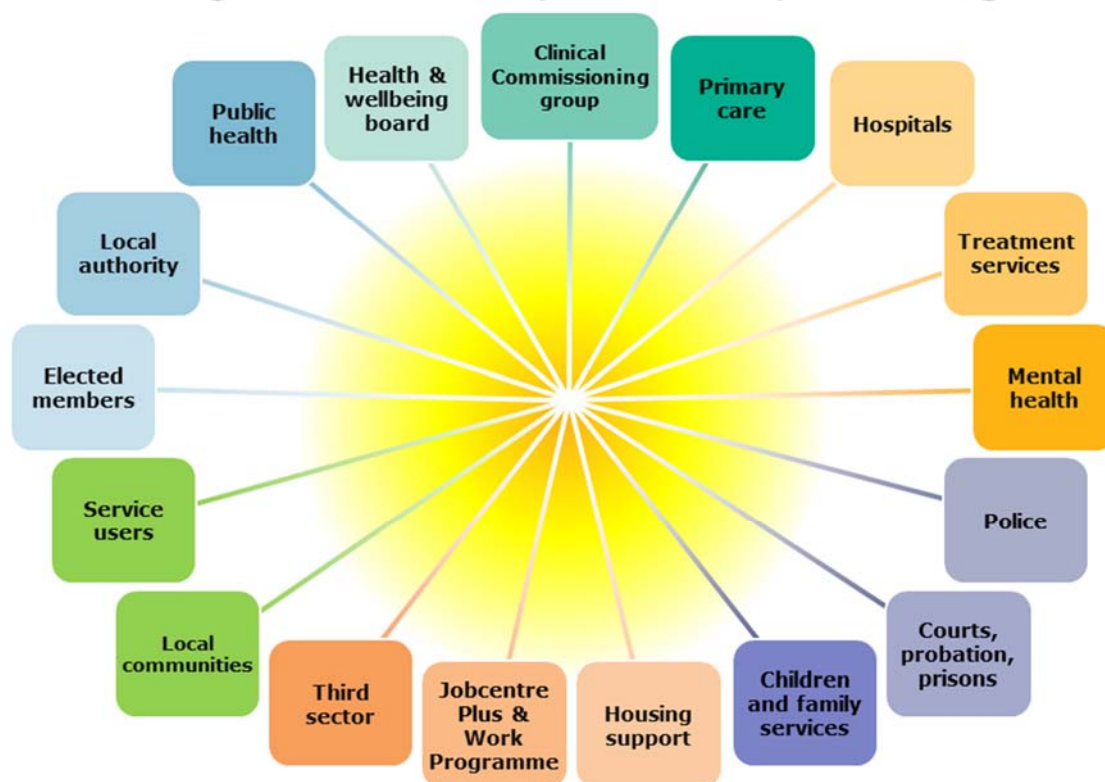 Clinical
Commissioning
group
Primary
care
Hospitals
Treatment
services
Mental
health
Police
Courts,
probation,
prisons
Children
and family
services
Housing
support
Jobcentre
Plus &
Work
Programme
Third
sector
Local
communities
Service
users
Elected
members
Local
authority
Public
health
Health &
wellbeing
board